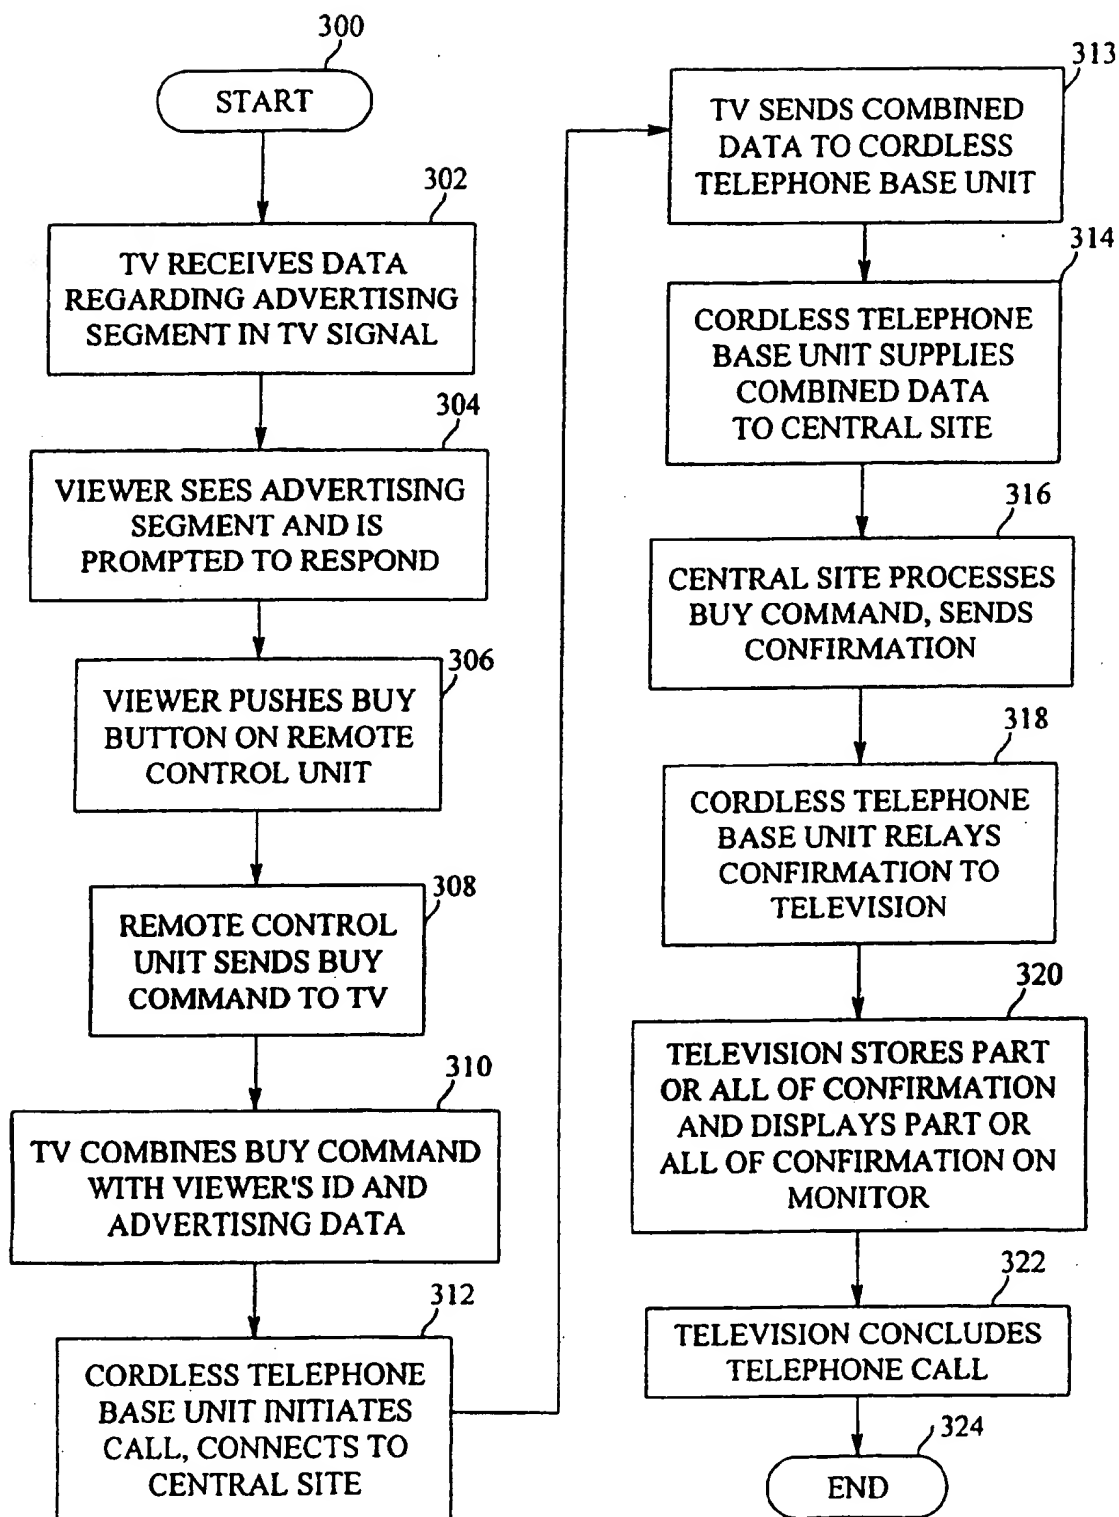 300
START
302
TV RECEIVES DATA
REGARDING ADVERTISING
SEGMENT IN TV SIGNAL
304
VIEWER SEES ADVERTISING
SEGMENT AND IS
PROMPTED TO RESPOND
306
VIEWER PUSHES BUY
BUTTON ON REMOTE
CONTROL UNIT
308
REMOTE CONTROL
UNIT SENDS BUY
COMMAND TO TV
310
TV COMBINES BUY COMMAND
WITH VIEWER'S ID AND
ADVERTISING DATA
312
CORDLESS TELEPHONE
BASE UNIT INITIATES
CALL, CONNECTS TO
CENTRAL SITE
313
TV SENDS COMBINED
DATA TO CORDLESS
TELEPHONE BASE UNIT
314
CORDLESS TELEPHONE
BASE UNIT SUPPLIES
COMBINED DATA
TO CENTRAL SITE
316
CENTRAL SITE PROCESSES
BUY COMMAND, SENDS
CONFIRMATION
318
CORDLESS TELEPHONE
BASE UNIT RELAYS
CONFIRMATION TO
TELEVISION
320
TELEVISION STORES PART
OR ALL OF CONFIRMATION
AND DISPLAYS PART OR
ALL OF CONFIRMATION ON
MONITOR
322
TELEVISION CONCLUDES
TELEPHONE CALL
324
END